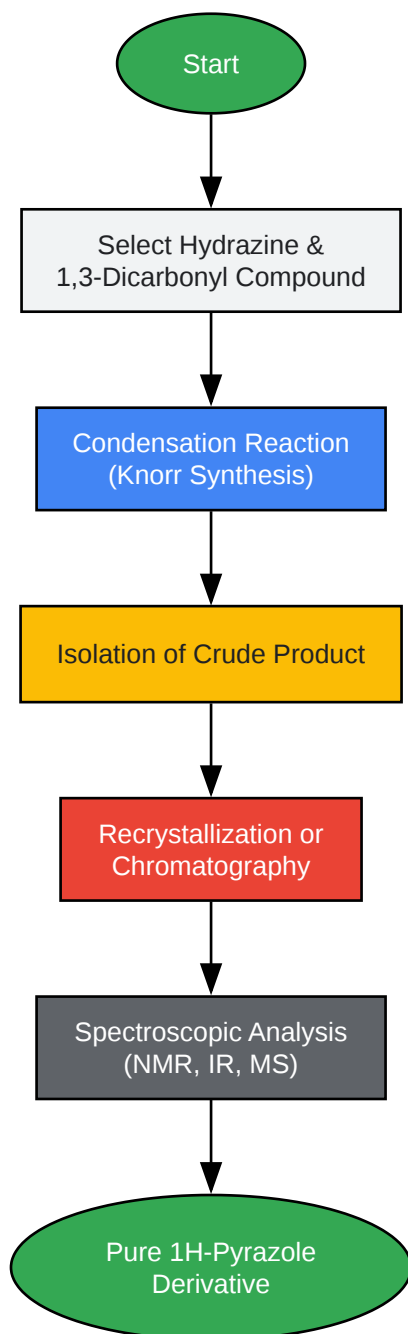 Start
Select Hydrazine &
1,3-Dicarbonyl Compound
Condensation Reaction
(Knorr Synthesis)
Isolation of Crude Product
Recrystallization or
Chromatography
Spectroscopic Analysis
(NMR, IR, MS)
Pure 1H-Pyrazole
Derivative